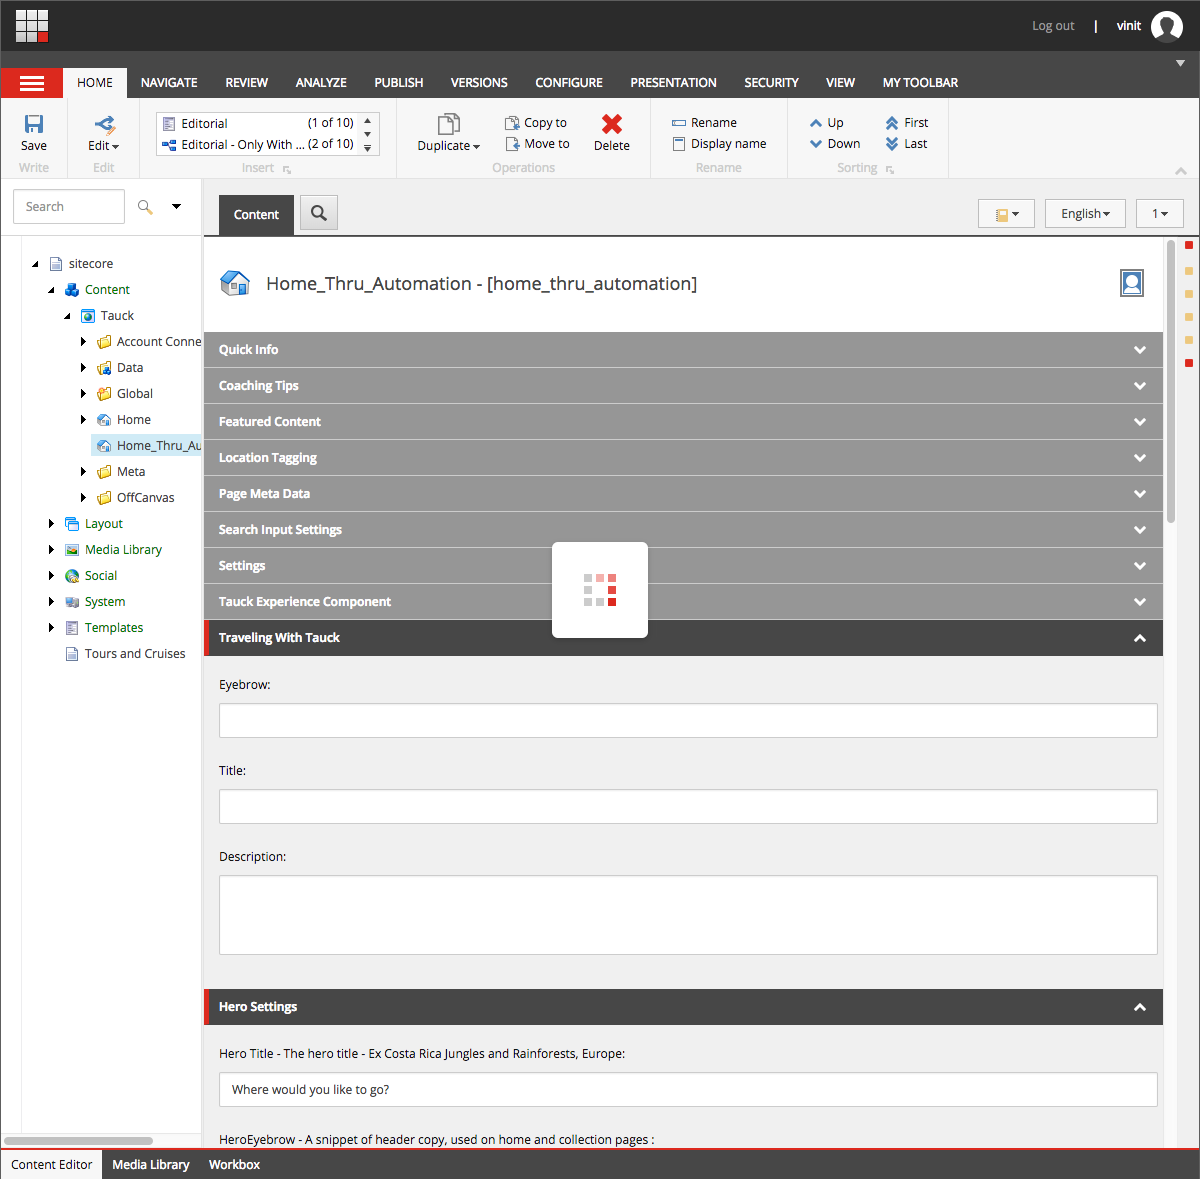 Log out | vinit
HOME NAVIGATE REVIEW ANALYZE PUBLISH VERSIONS CONFIGURE PRESENTATION SECURITY VIEW MY TOOLBAR
Save
Write
Edit
Edit
Editorial (1 of 10)
Editorial - Only With ... (2 of 10)
Insert
Duplicate
Copy to
Move to
Delete
Operations
Rename
Display name
Rename
Up
Down
First
Last
Sorting
Search
Content
English
1
sitecore
Content
Tauck
Account Conne
Data
Global
Home
Home_Thru_Au
Meta
OffCanvas
Layout
Media Library
Social
System
Templates
Tours and Cruises
Home_Thru_Automation - [home_thru_automation]
Quick Info
Coaching Tips
Featured Content
Location Tagging
Page Meta Data
Search Input Settings
Settings
Tauck Experience Component
Traveling With Tauck
Eyebrow:
Title:
Description:
Hero Settings
Hero Title - The hero title - Ex Costa Rica Jungles and Rainforests, Europe:
Where would you like to go?
HeroEyebrow - A snippet of header copy, used on home and collection pages :
Content Editor Media Library Workbox